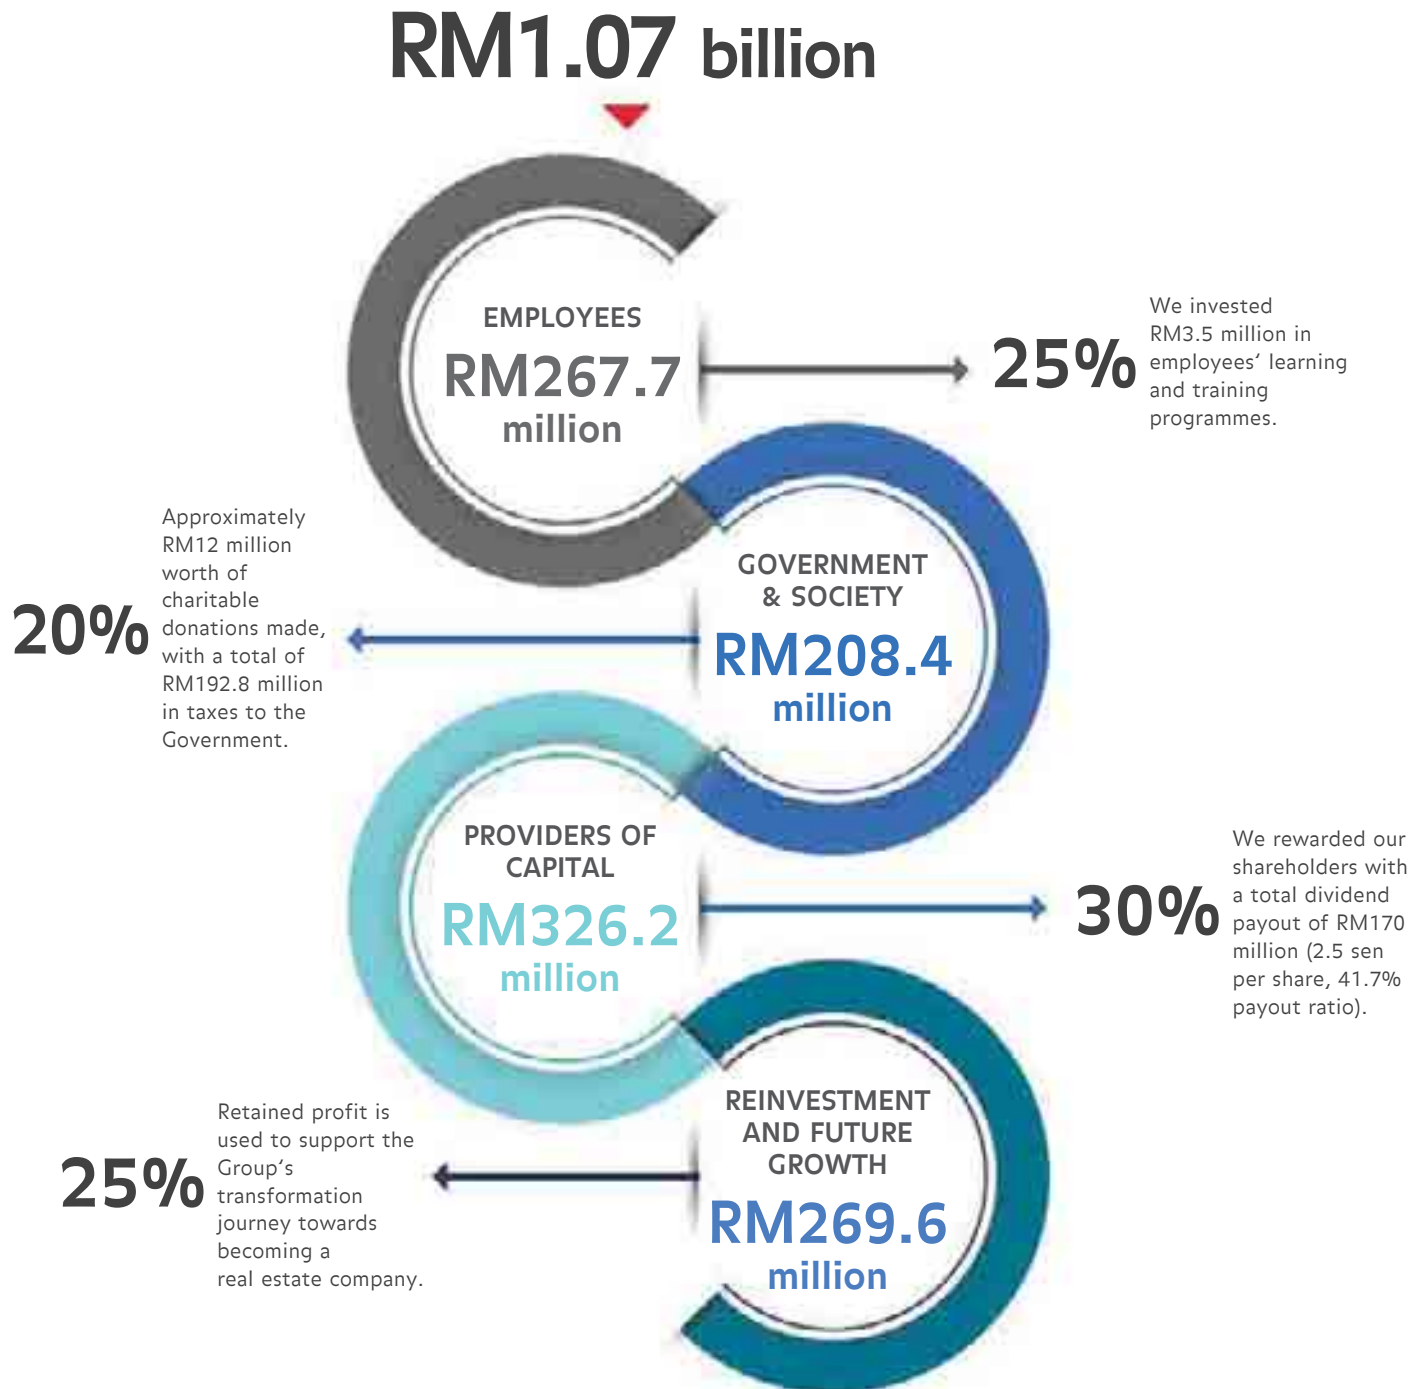 RM1.07 billion
EMPLOYEES
RM267.7
million
25%
We invested
RM3.5 million in
employees‘ learning
and training
programmes.
GOVERNMENT
& SOCIETY
RM208.4
million
20%
Approximately
RM12 million
worth of
charitable
donations made,
with a total of
RM192.8 million
in taxes to the
Government.
PROVIDERS OF
CAPITAL
RM326.2
million
30%
We rewarded our
shareholders with
a total dividend
payout of RM170
million (2.5 sen
per share, 41.7%
payout ratio).
REINVESTMENT
AND FUTURE
GROWTH
RM269.6
million
25%
Retained profit is
used to support the
Group‘s
transformation
journey towards
becoming a
real estate company.